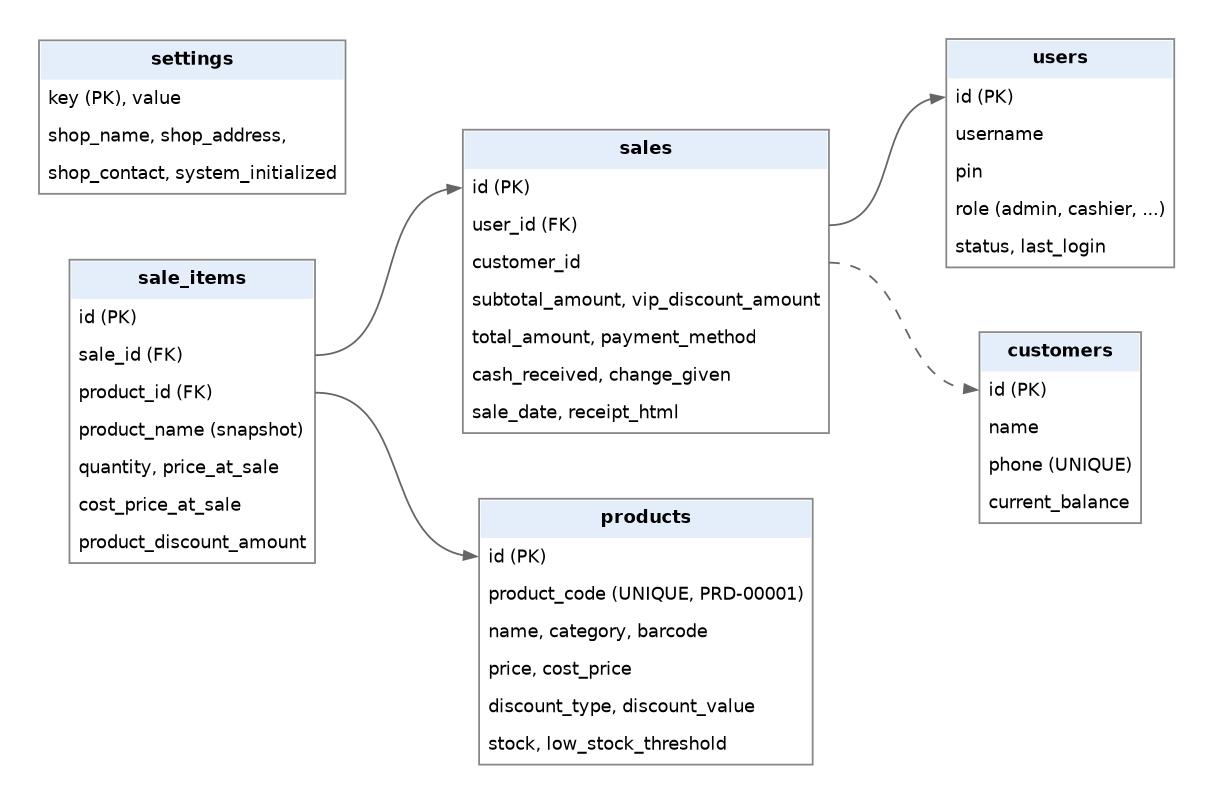 settings
key (PK), value
shop_name, shop_address,
shop_contact, system_initialized
sale_items
id (PK)
sale_id (FK)
product_id (FK)
product_name (snapshot)
quantity, price_at_sale
cost_price_at_sale
product_discount_amount
sales
id (PK)
user_id (FK)
customer_id
subtotal_amount, vip_discount_amount
total_amount, payment_method
cash_received, change_given
sale_date, receipt_html
products
id (PK)
product_code (UNIQUE, PRD-00001)
name, category, barcode
price, cost_price
discount_type, discount_value
stock, low_stock_threshold
users
id (PK)
username
pin
role (admin, cashier, ...)
status, last_login
customers
id (PK)
name
phone (UNIQUE)
current_balance